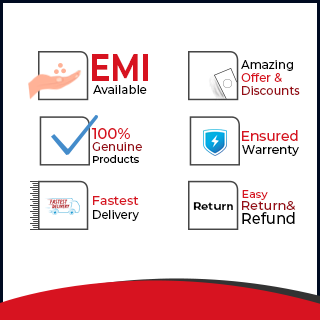 EMI
Available
Amazing
Offer &
Discounts
100%
Genuine
Products
Ensured
Warrenty
FASTEST
DELIVERY
Fastest
Delivery
Return
Easy
Return&
Refund